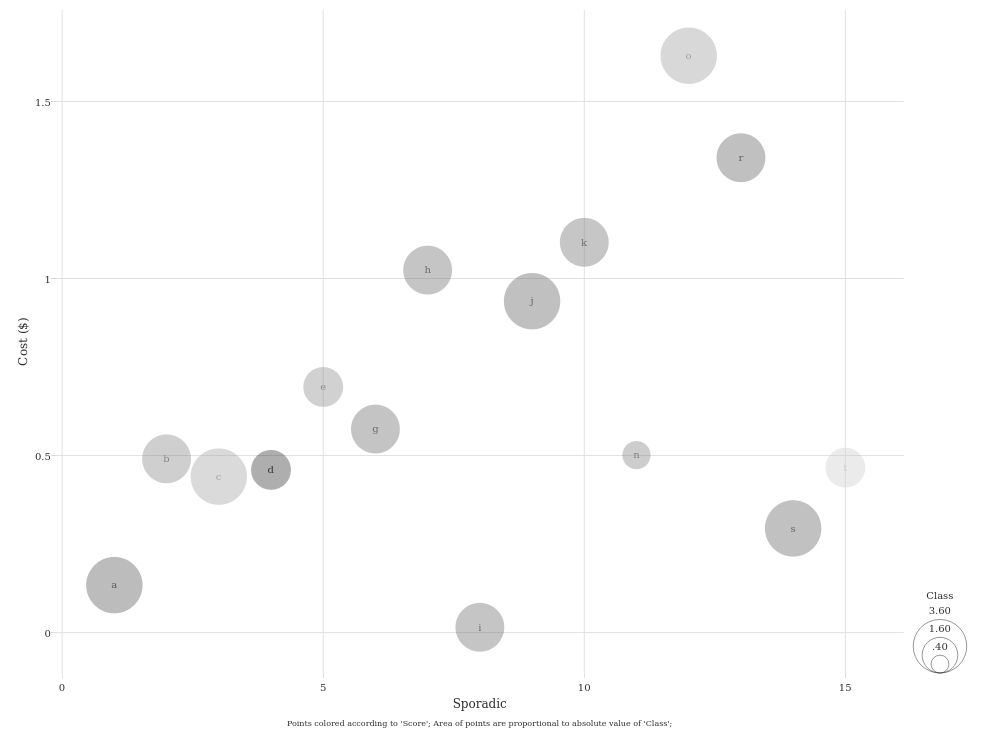 o
1.5
r
k
h
1
j
Cost ($)
e
g
0.5
b
n
c
d
t
s
a
Class
3.60
1.60
.40
i
0
0
5
10
15
Sporadic
Points colored according to 'Score'; Area of points are proportional to absolute value of 'Class';